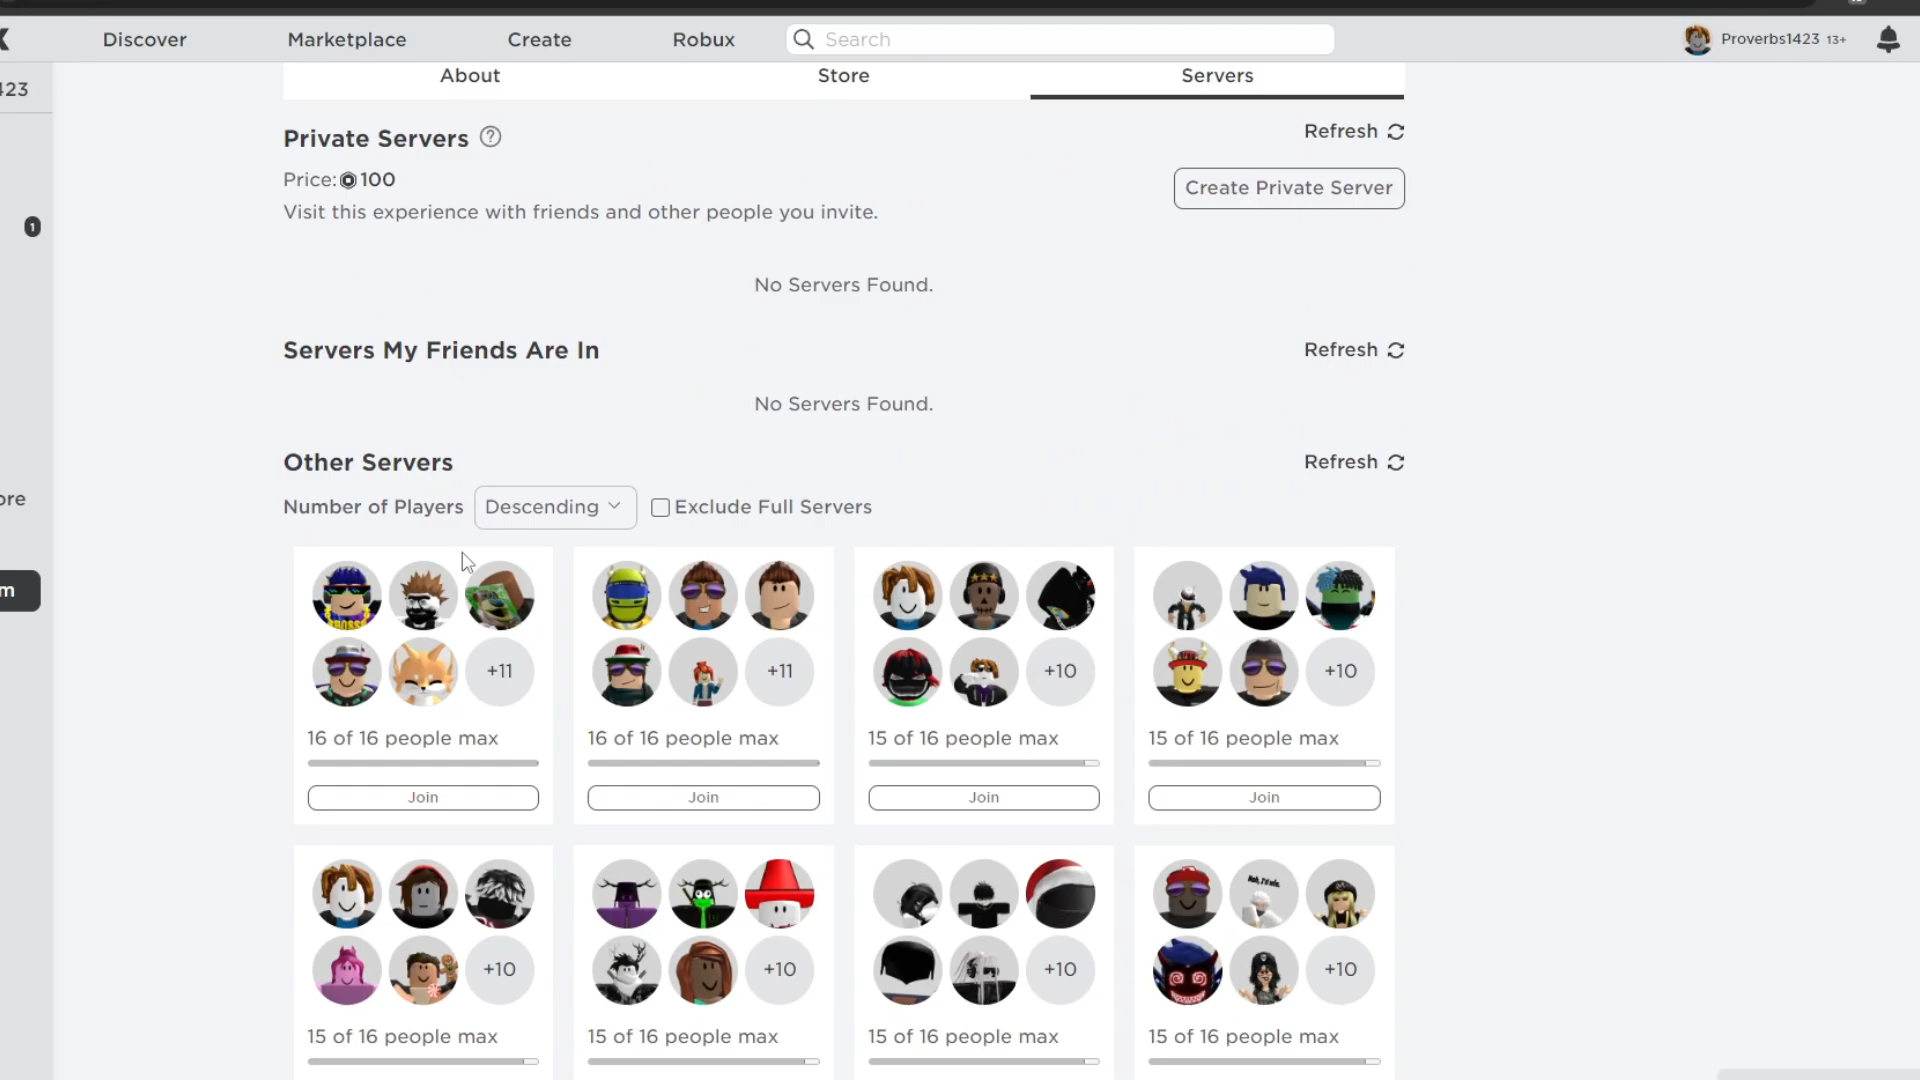 Discover Marketplace Create Robux Search Proverbs1423 13+
423
About Store Servers
Private Servers ? Refresh
Price: 100 Create Private Server
Visit this experience with friends and other people you invite.
1
No Servers Found.
Servers My Friends Are In Refresh
No Servers Found.
Other Servers Refresh
ore
Number of Players Descending Exclude Full Servers
m
+11 +11 +10 +10
16 of 16 people max 16 of 16 people max 15 of 16 people max 15 of 16 people max
Join Join Join Join
Nah, I'd win.
+10 +10 +10 +10
15 of 16 people max 15 of 16 people max 15 of 16 people max 15 of 16 people max